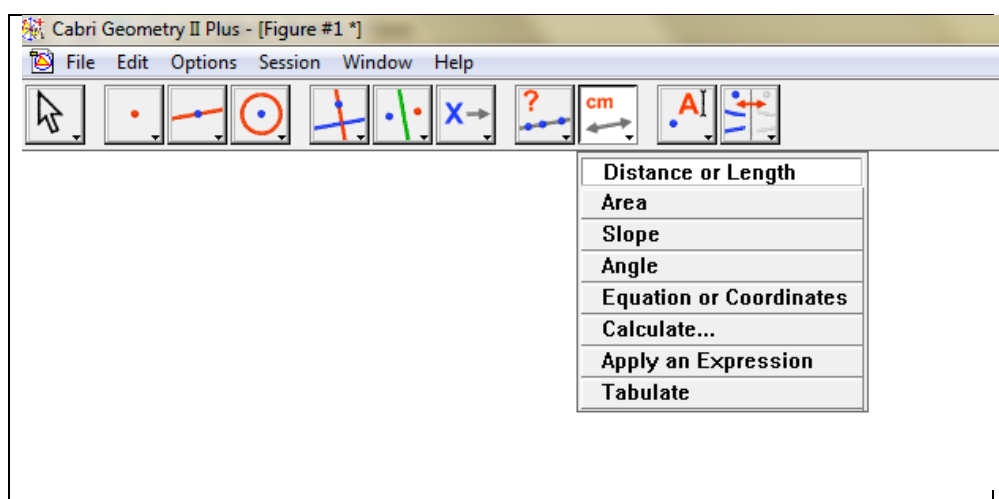 Cabri Geometry II Plus - [Figure #1 *]
File Edit Options Session Window Help
? cm A
X
Distance or Length
Area
Slope
Angle
Equation or Coordinates
Calculate...
Apply an Expression
Tabulate